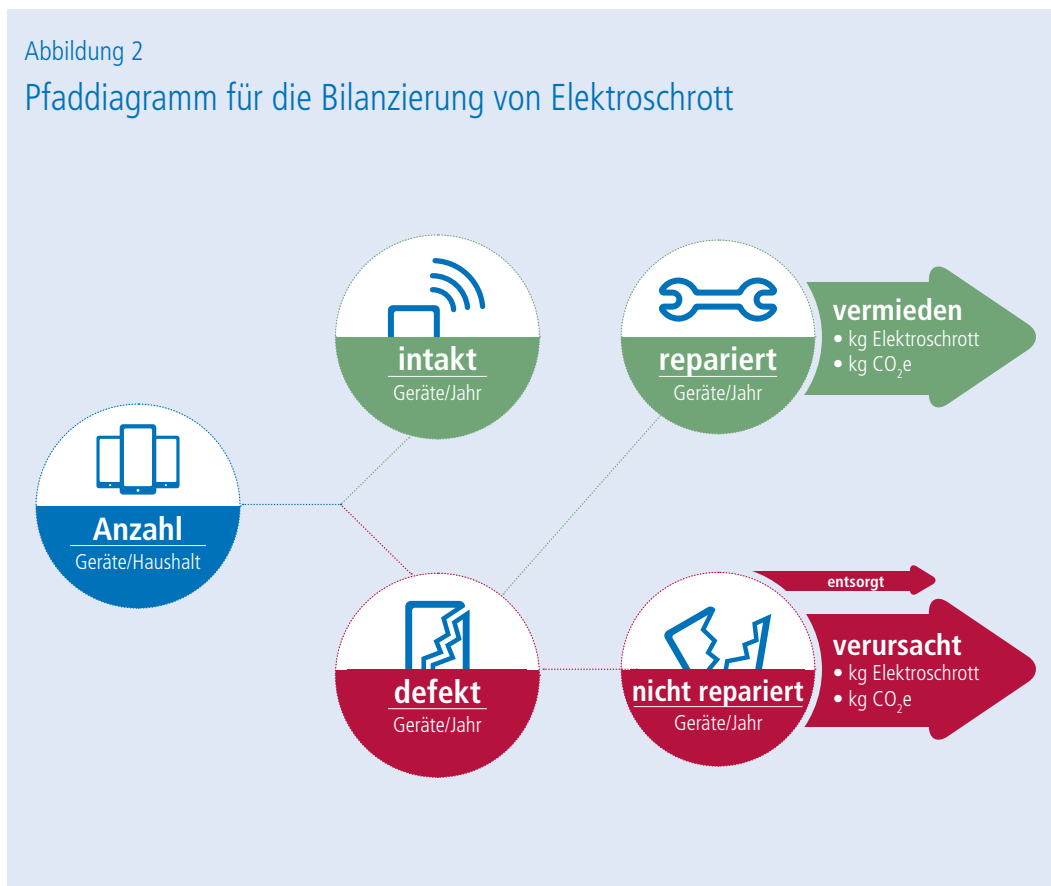 Abbildung 2
Pfaddiagramm für die Bilanzierung von Elektroschrott
Anzahl
Geräte/Haushalt
intakt
Geräte/Jahr
defekt
Geräte/Jahr
repariert
Geräte/Jahr
vermieden
• kg Elektroschrott
• kg CO₂e
nicht repariert
Geräte/Jahr
entsorgt
verursacht
• kg Elektroschrott
• kg CO₂e